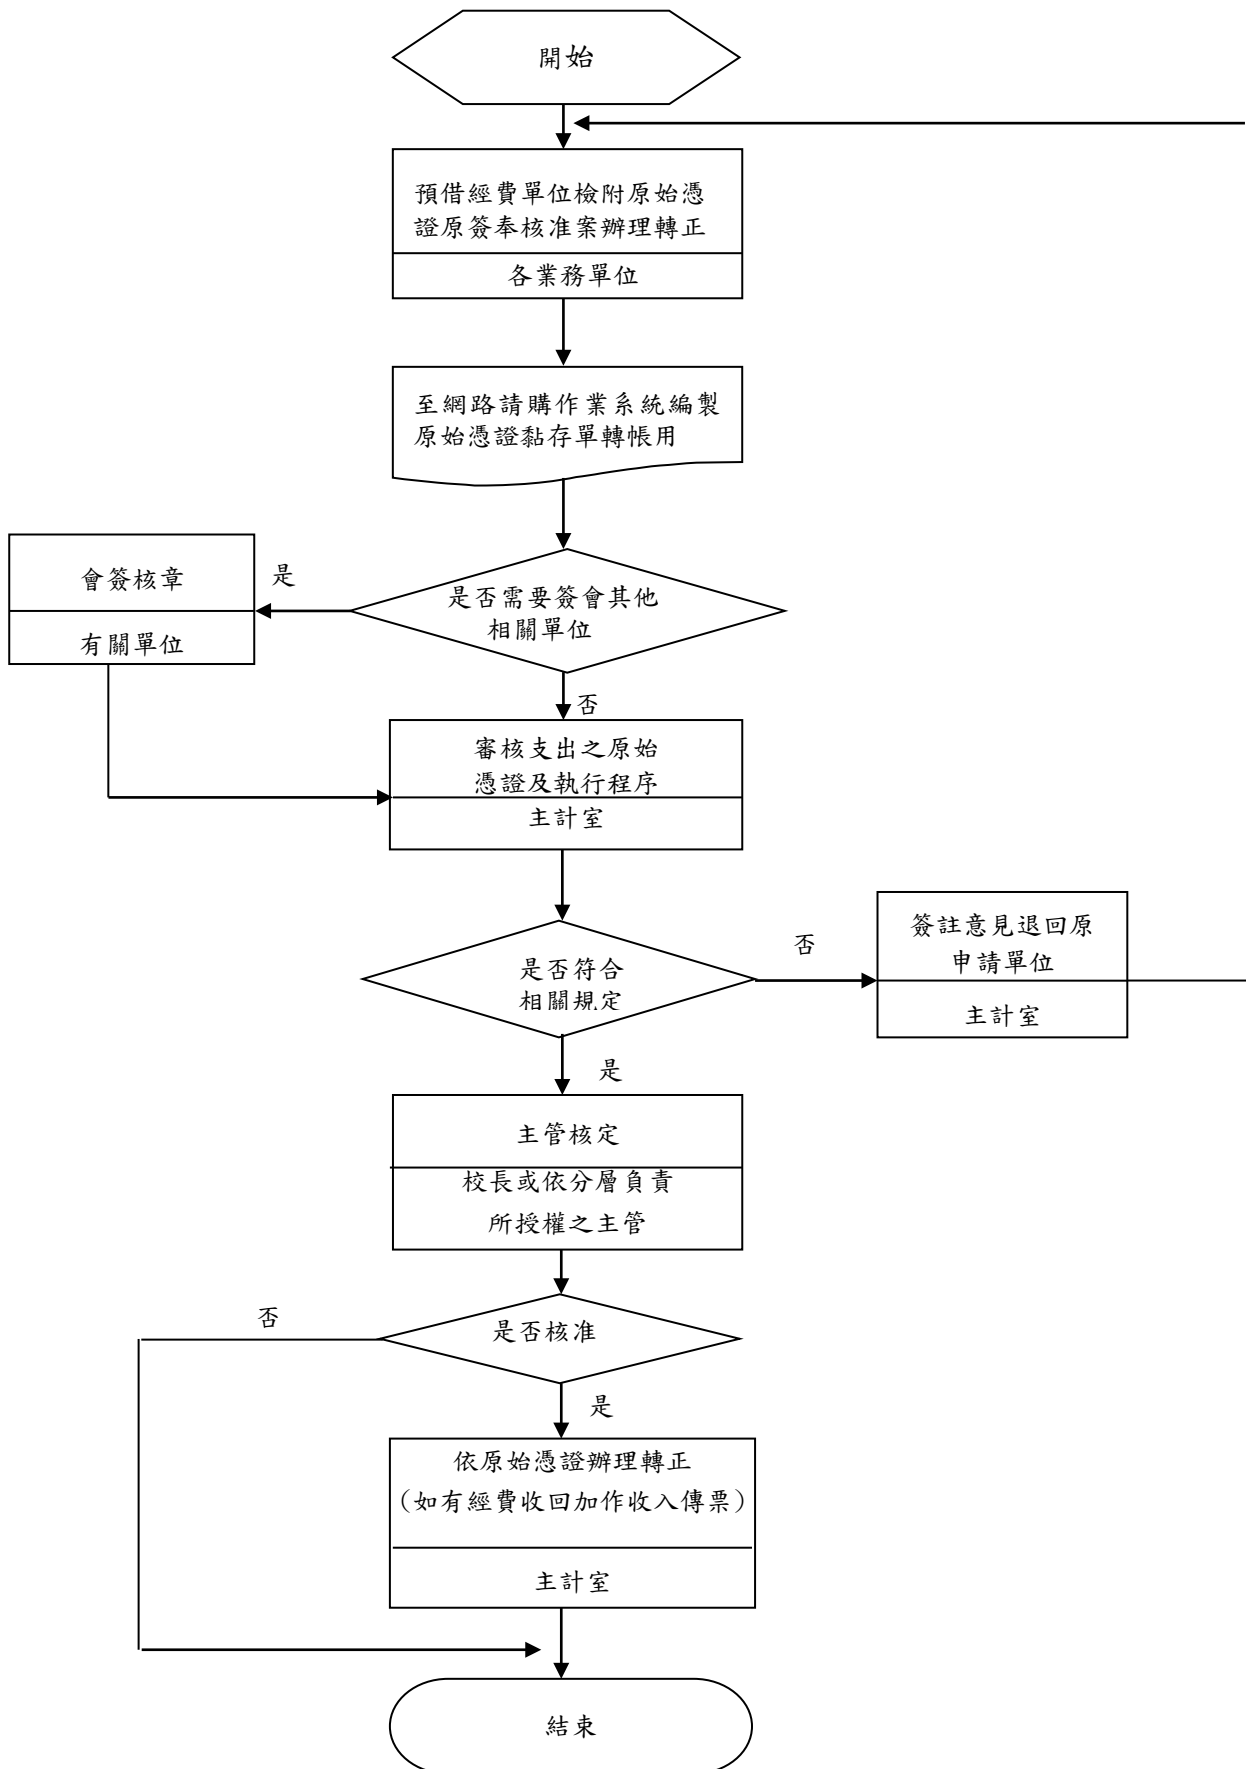 開始
預借經費單位檢附原始憑
證原簽奉核准案辦理轉正
各業務單位
至網路請購作業系統編製
原始憑證黏存單轉帳用
是否需要簽會其他
相關單位
是
會簽核章
有關單位
否
審核支出之原始
憑證及執行程序
主計室
是否符合
相關規定
否
簽註意見退回原
申請單位
主計室
是
主管核定
校長或依分層負責
所授權之主管
是否核准
否
是
依原始憑證辦理轉正
（如有經費收回加作收入傳票）
主計室
結束